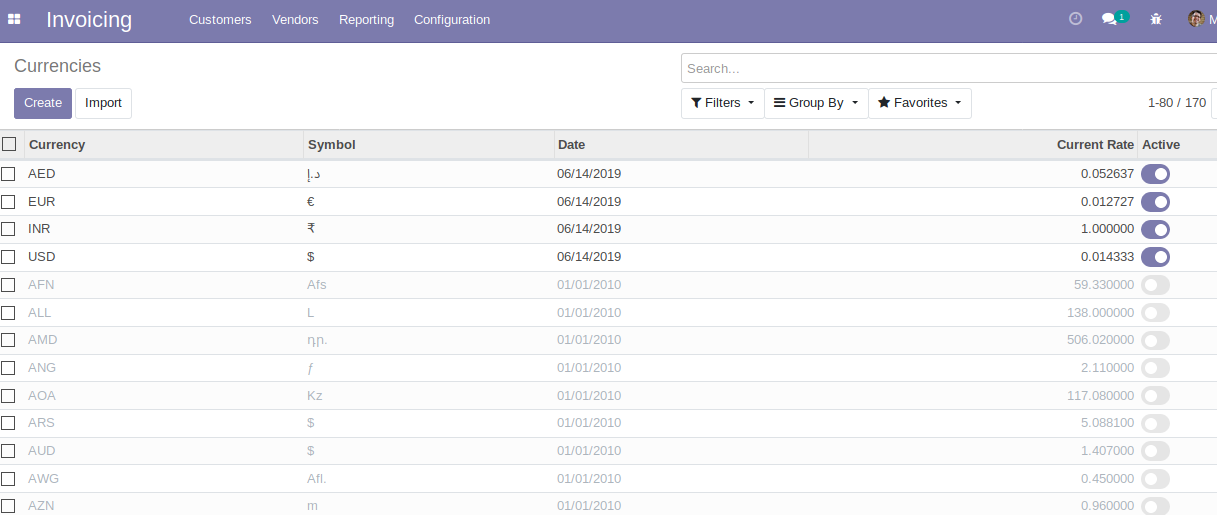 Invoicing Customers Vendors Reporting Configuration 1 M
Currencies
Search...
Create Import Filters Group By Favorites 1-80 / 170
Currency Symbol Date Current Rate Active
AED د.إ 06/14/2019 0.052637
EUR € 06/14/2019 0.012727
INR ₹ 06/14/2019 1.000000
USD $ 06/14/2019 0.014333
AFN Afs 01/01/2010 59.330000
ALL L 01/01/2010 138.000000
AMD դր. 01/01/2010 506.020000
ANG ƒ 01/01/2010 2.110000
AOA Kz 01/01/2010 117.080000
ARS $ 01/01/2010 5.088100
AUD $ 01/01/2010 1.407000
AWG Afl. 01/01/2010 0.450000
AZN m 01/01/2010 0.960000